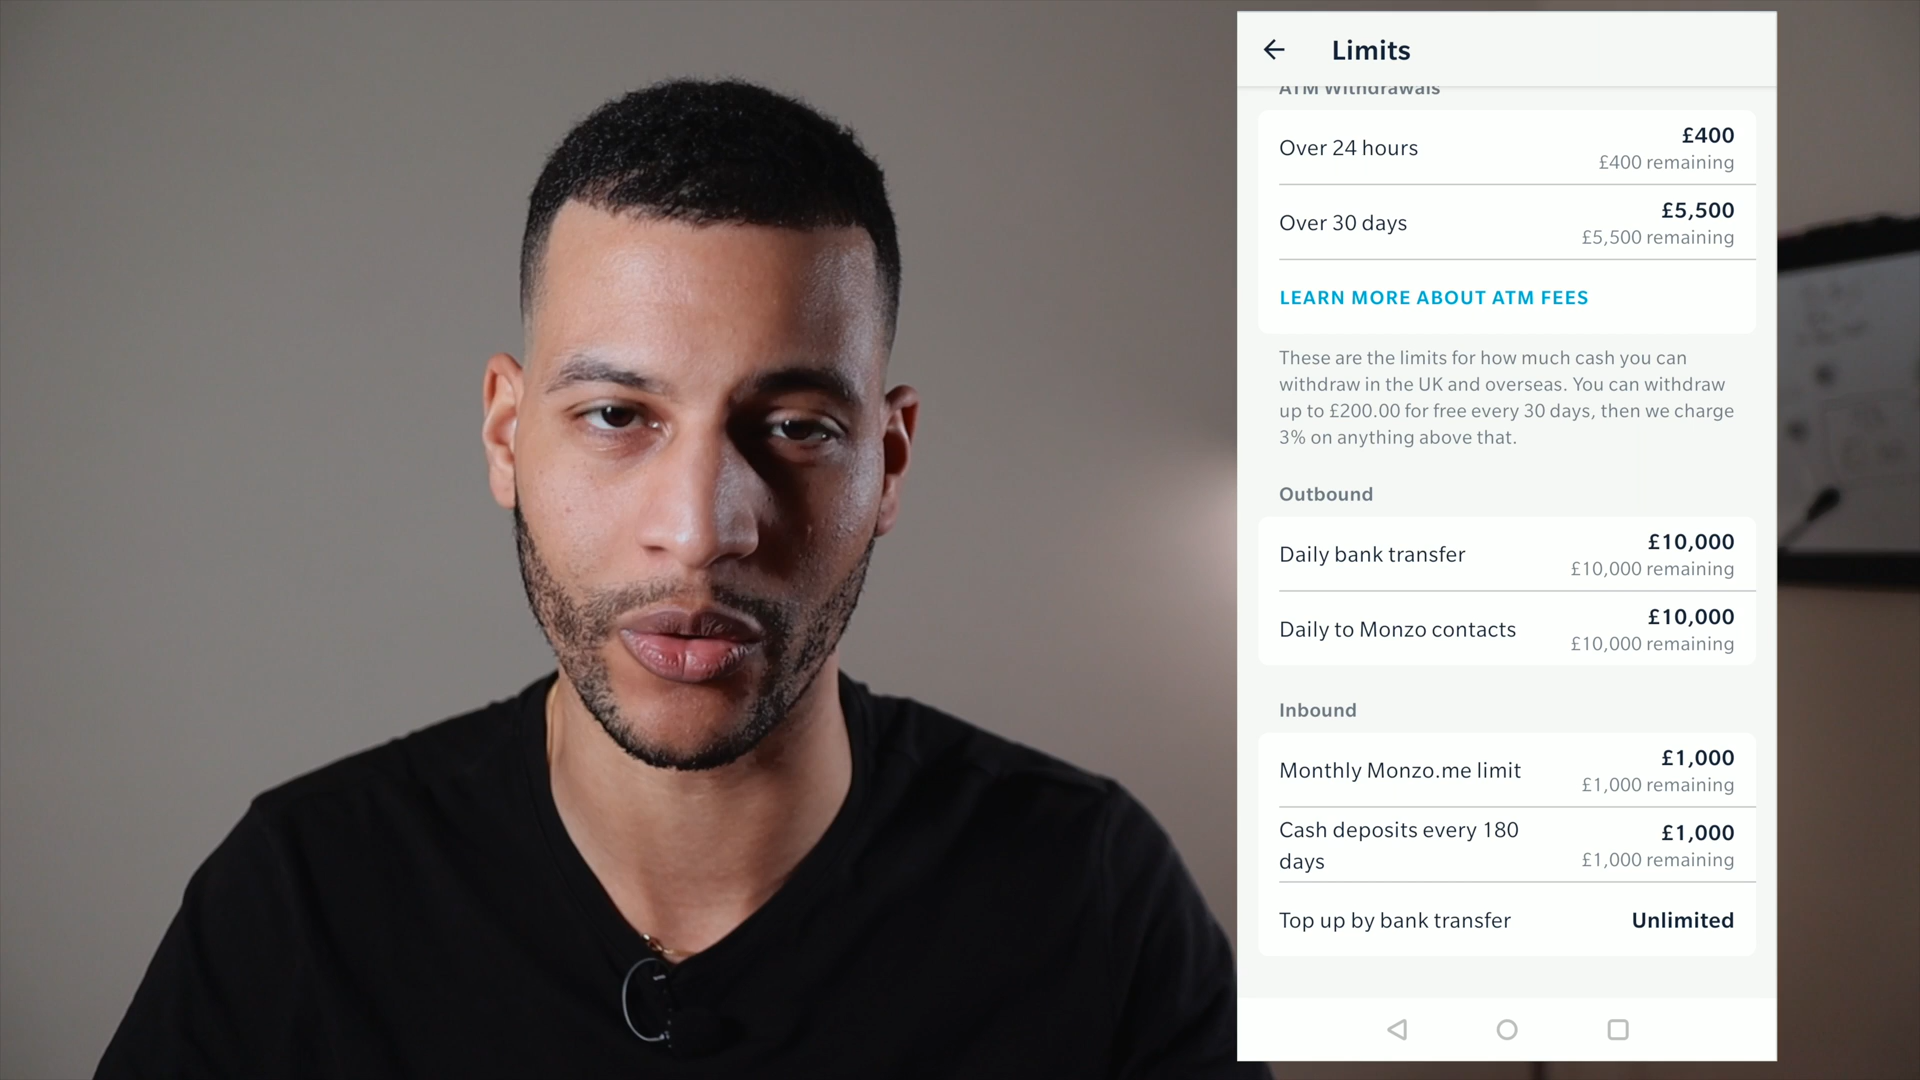 Limits
ATM Withdrawals
Over 24 hours
£400
£400 remaining
Over 30 days
£5,500
£5,500 remaining
LEARN MORE ABOUT ATM FEES
These are the limits for how much cash you can
withdraw in the UK and overseas. You can withdraw
up to £200.00 for free every 30 days, then we charge
3% on anything above that.
Outbound
Daily bank transfer
£10,000
£10,000 remaining
Daily to Monzo contacts
£10,000
£10,000 remaining
Inbound
Monthly Monzo.me limit
£1,000
£1,000 remaining
Cash deposits every 180
days
£1,000
£1,000 remaining
Top up by bank transfer
Unlimited